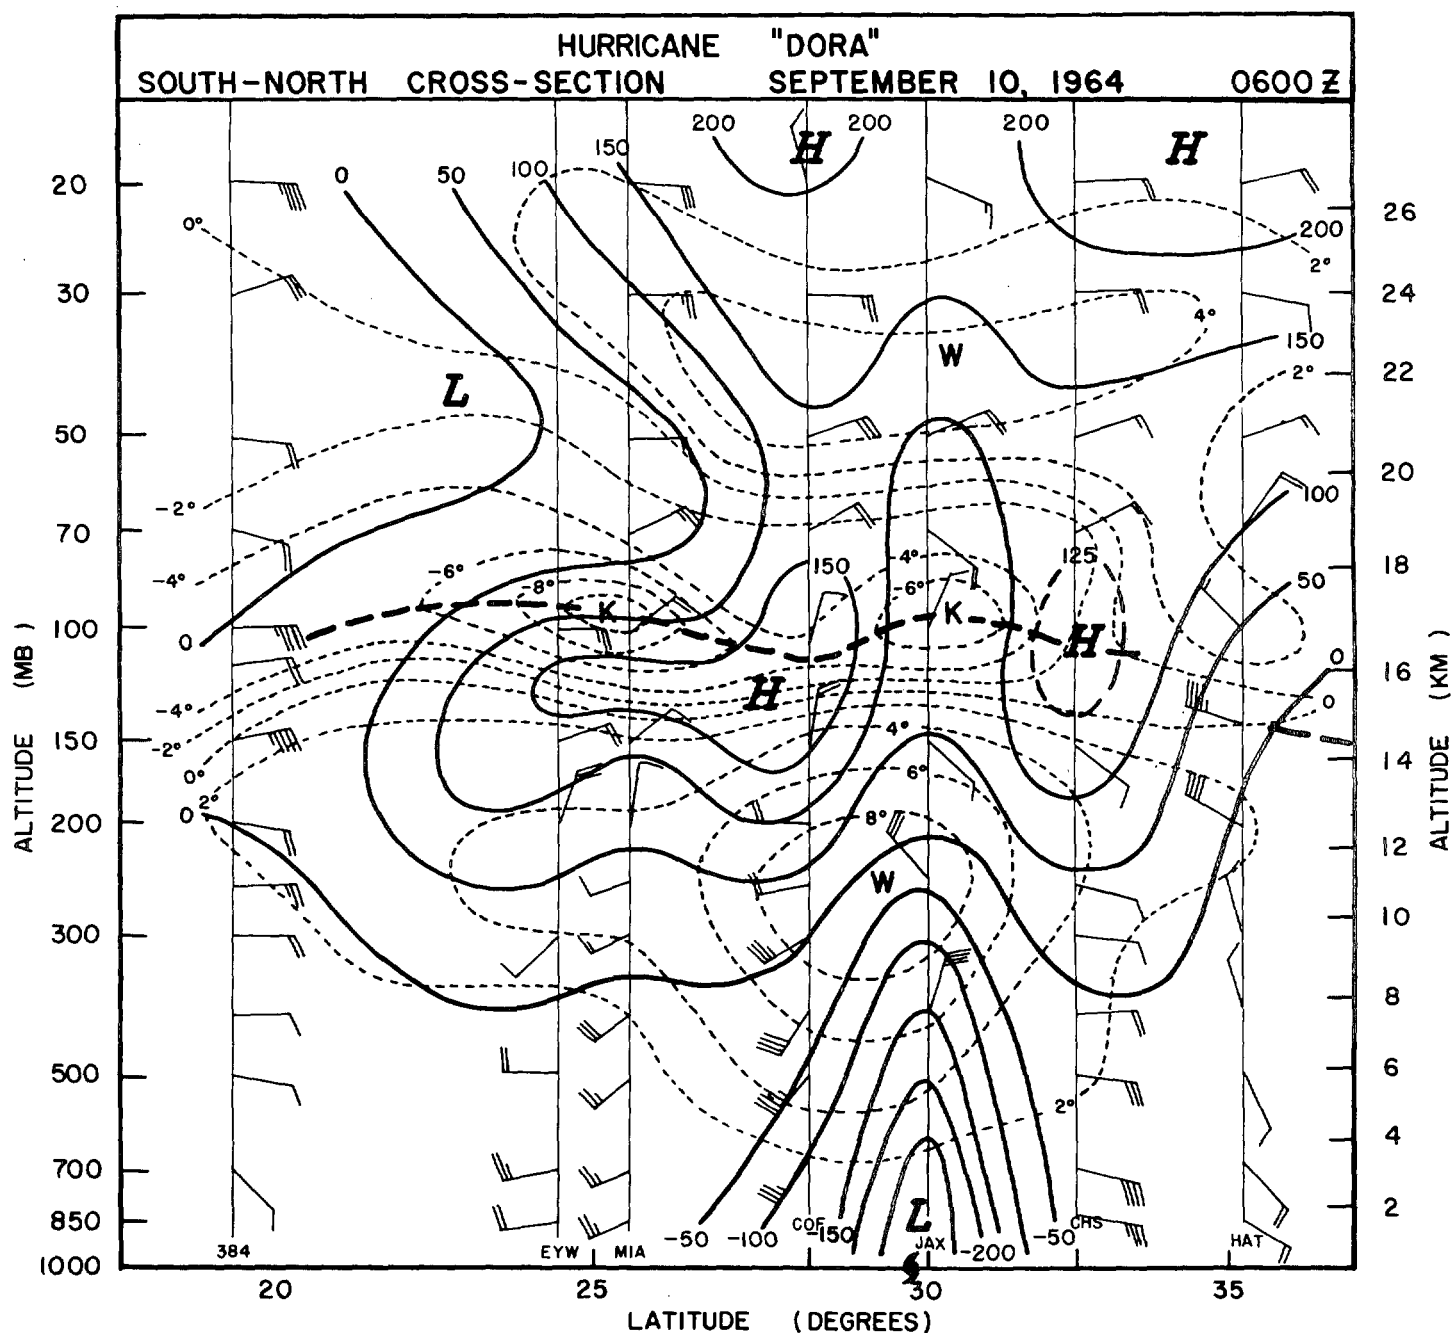 HURRICANE "DORA"
SOUTH-NORTH CROSS-SECTION SEPTEMBER 10, 1964 0600 Z
200 H 200 200 H
0 50 100 150
20 26
0° 200
2°
30 24
4°
W 150
L 2° 22
50
20
-2° 100
70
-4° -6° -8° 150 -4° -6° 125 18
50
K K
100
0 H 0
16
H 0
-4°
-2° 4°
150
0° 6° 14
0 2° 8°
200 12
W
10
300
8
500 6
2°
4
700
L
850 2
COF CHS
-50 -100 -150 -200 -50
384 EYW MIA JAX HAT
1000
20 25 30 35
LATITUDE (DEGREES)
ALTITUDE (MB)
ALTITUDE (KM)